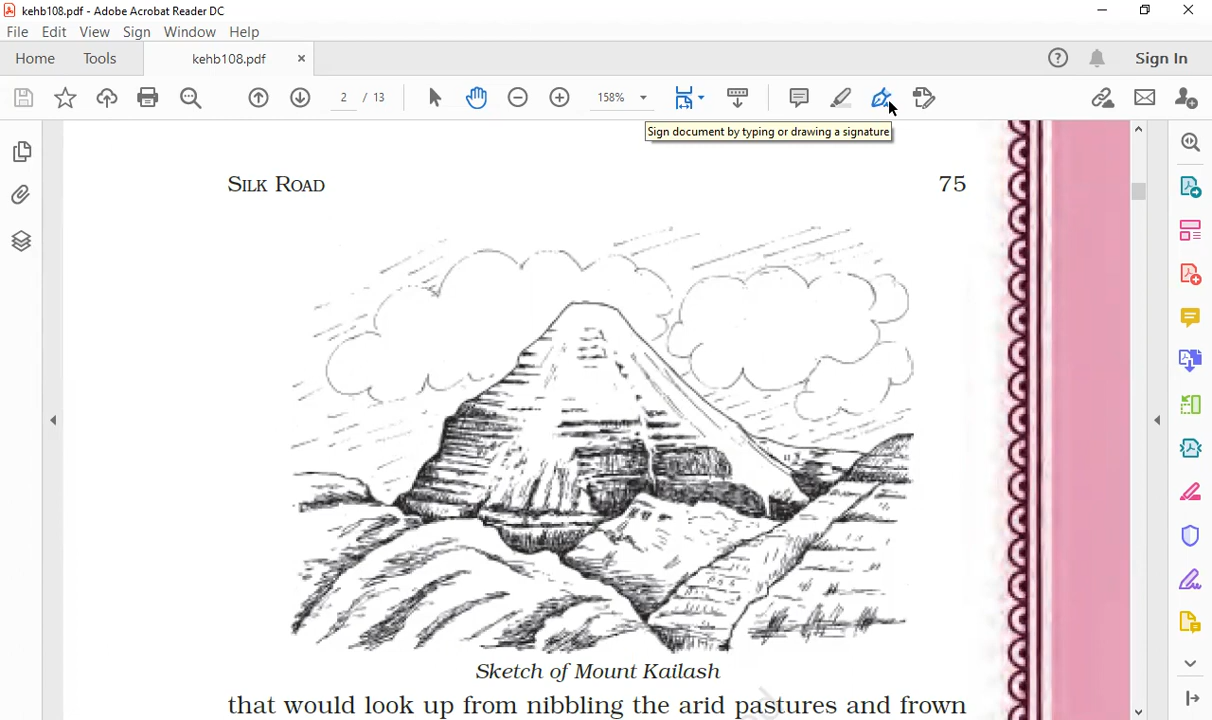 kehb108.pdf - Adobe Acrobat Reader DC
File Edit View Sign Window Help
Home Tools kehb108.pdf × Sign In
2 / 13 158%
Sign document by typing or drawing a signature
SILK ROAD 75
Sketch of Mount Kailash
that would look up from nibbling the arid pastures and frown